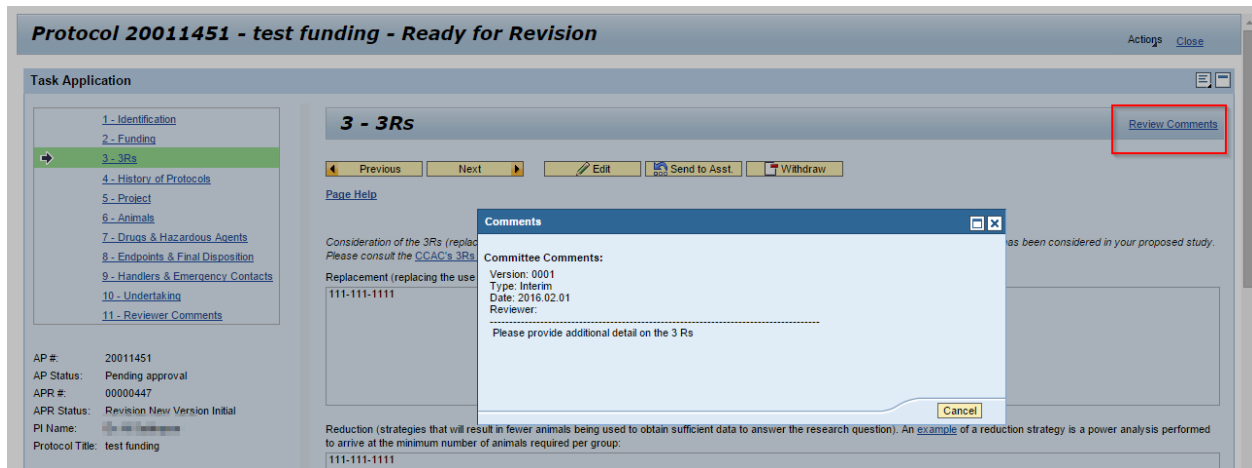 Protocol 20011451 - test funding - Ready for Revision
Actions Close
Task Application
1 - Identification
2 - Funding
3 - 3Rs
4 - History of Protocols
5 - Project
6 - Animals
7 - Drugs & Hazardous Agents
8 - Endpoints & Final Disposition
9 - Handlers & Emergency Contacts
10 - Undertaking
11 - Reviewer Comments
AP #: 20011451
AP Status: Pending approval
APR #: 00000447
APR Status: Revision New Version Initial
PI Name:
Protocol Title: test funding
3 - 3Rs
Review Comments
Previous Next Edit Send to Asst. Withdraw
Page Help
Consideration of the 3Rs (replac
as been considered in your proposed study.
Please consult the CCAC's 3Rs
Replacement (replacing the use
111-111-1111
Comments
Committee Comments:
Version: 0001
Type: Interim
Date: 2016.02.01
Reviewer:
--------------------------------------------------------------------------------
Please provide additional detail on the 3 Rs
Cancel
Reduction (strategies that will result in fewer animals being used to obtain sufficient data to answer the research question). An example of a reduction strategy is a power analysis performed
to arrive at the minimum number of animals required per group:
111-111-1111